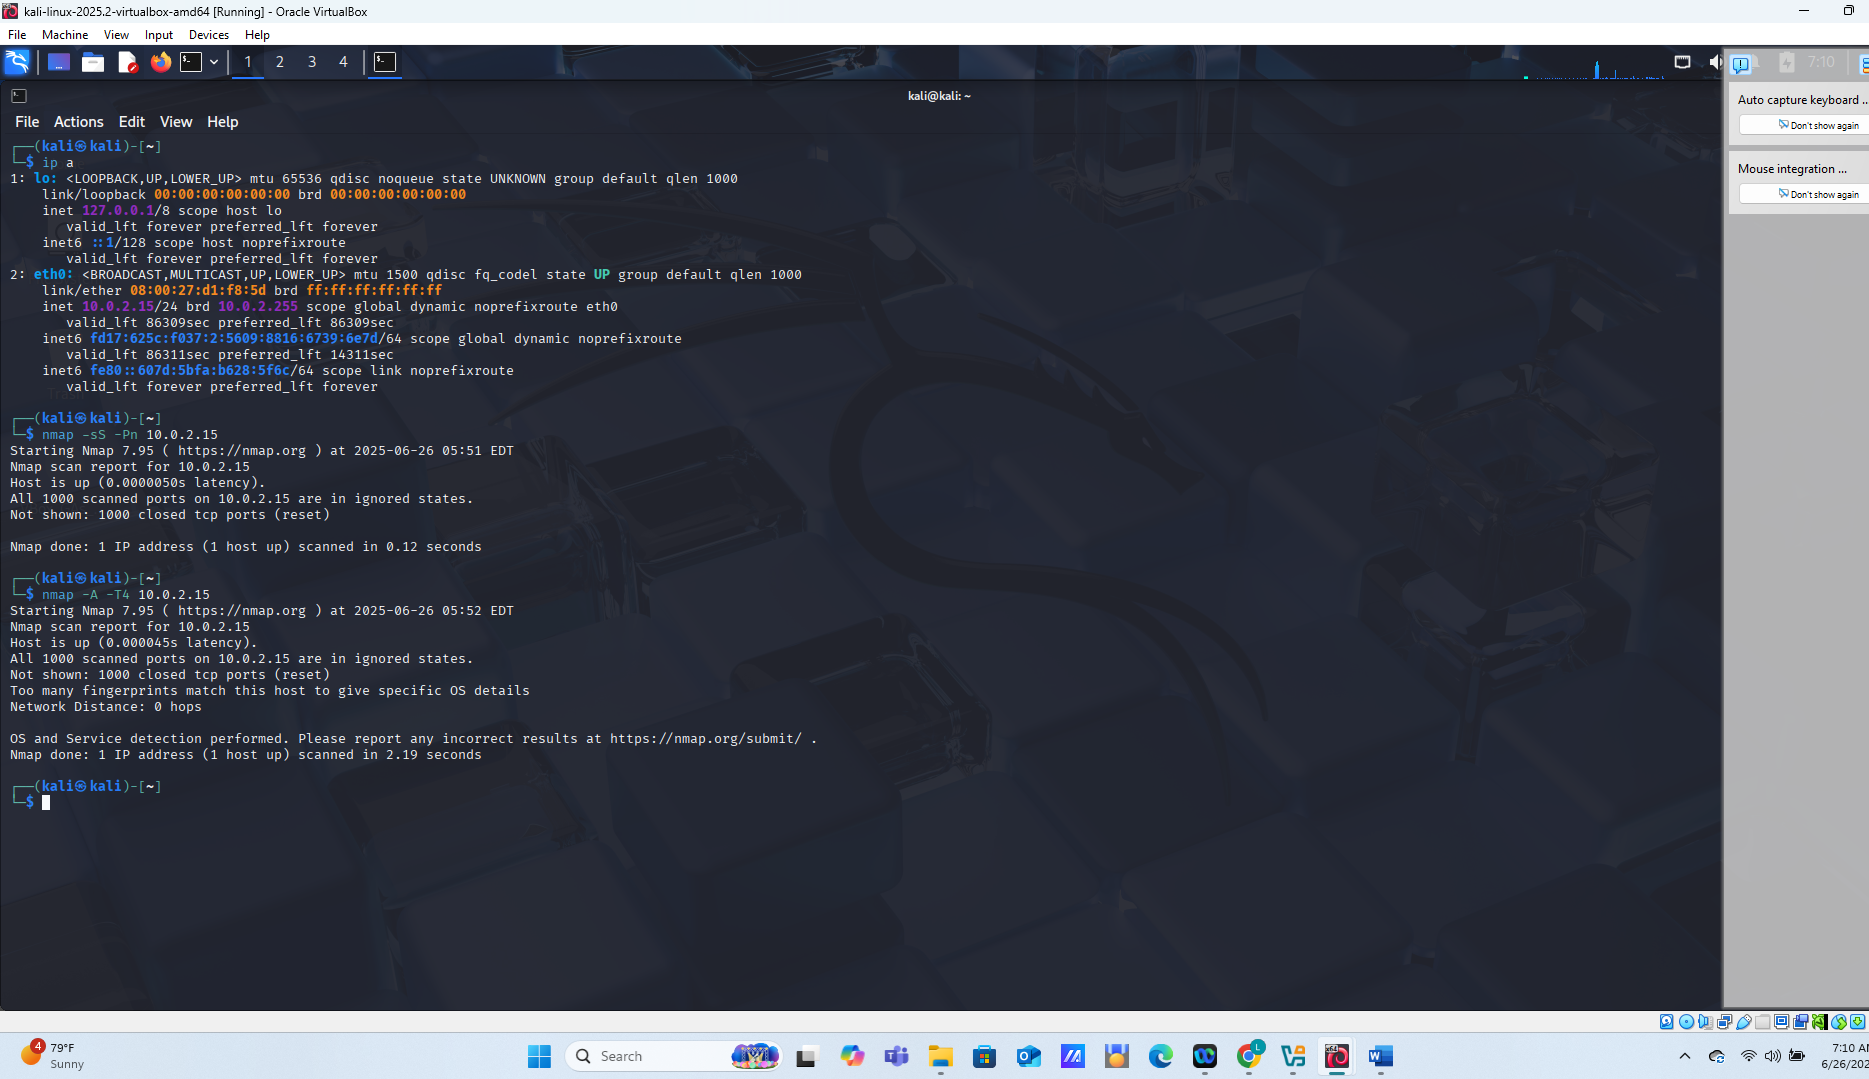 kali-linux-2025.2-virtualbox-amd64 [Running] - Oracle VirtualBox
File Machine View Input Devices Help
1 2 3 4
7:10
kali@kali: ~
File Actions Edit View Help
┌──(kali㉿kali)-[~]
└─$ ip a
1: lo: <LOOPBACK,UP,LOWER_UP> mtu 65536 qdisc noqueue state UNKNOWN group default qlen 1000
    link/loopback 00:00:00:00:00:00 brd 00:00:00:00:00:00
    inet 127.0.0.1/8 scope host lo
       valid_lft forever preferred_lft forever
    inet6 ::1/128 scope host noprefixroute
       valid_lft forever preferred_lft forever
2: eth0: <BROADCAST,MULTICAST,UP,LOWER_UP> mtu 1500 qdisc fq_codel state UP group default qlen 1000
    link/ether 08:00:27:d1:f8:5d brd ff:ff:ff:ff:ff:ff
    inet 10.0.2.15/24 brd 10.0.2.255 scope global dynamic noprefixroute eth0
       valid_lft 86309sec preferred_lft 86309sec
    inet6 fd17:625c:f037:2:5609:8816:6739:6e7d/64 scope global dynamic noprefixroute
       valid_lft 86311sec preferred_lft 14311sec
    inet6 fe80::607d:5bfa:b628:5f6c/64 scope link noprefixroute
       valid_lft forever preferred_lft forever
┌──(kali㉿kali)-[~]
└─$ nmap -sS -Pn 10.0.2.15
Starting Nmap 7.95 ( https://nmap.org ) at 2025-06-26 05:51 EDT
Nmap scan report for 10.0.2.15
Host is up (0.0000050s latency).
All 1000 scanned ports on 10.0.2.15 are in ignored states.
Not shown: 1000 closed tcp ports (reset)
Nmap done: 1 IP address (1 host up) scanned in 0.12 seconds
┌──(kali㉿kali)-[~]
└─$ nmap -A -T4 10.0.2.15
Starting Nmap 7.95 ( https://nmap.org ) at 2025-06-26 05:52 EDT
Nmap scan report for 10.0.2.15
Host is up (0.000045s latency).
All 1000 scanned ports on 10.0.2.15 are in ignored states.
Not shown: 1000 closed tcp ports (reset)
Too many fingerprints match this host to give specific OS details
Network Distance: 0 hops
OS and Service detection performed. Please report any incorrect results at https://nmap.org/submit/ .
Nmap done: 1 IP address (1 host up) scanned in 2.19 seconds
┌──(kali㉿kali)-[~]
└─$
Auto capture keyboard ...
Don't show again
Mouse integration ...
Don't show again
4
79°F
Sunny
Search
7:10 AM
6/26/202